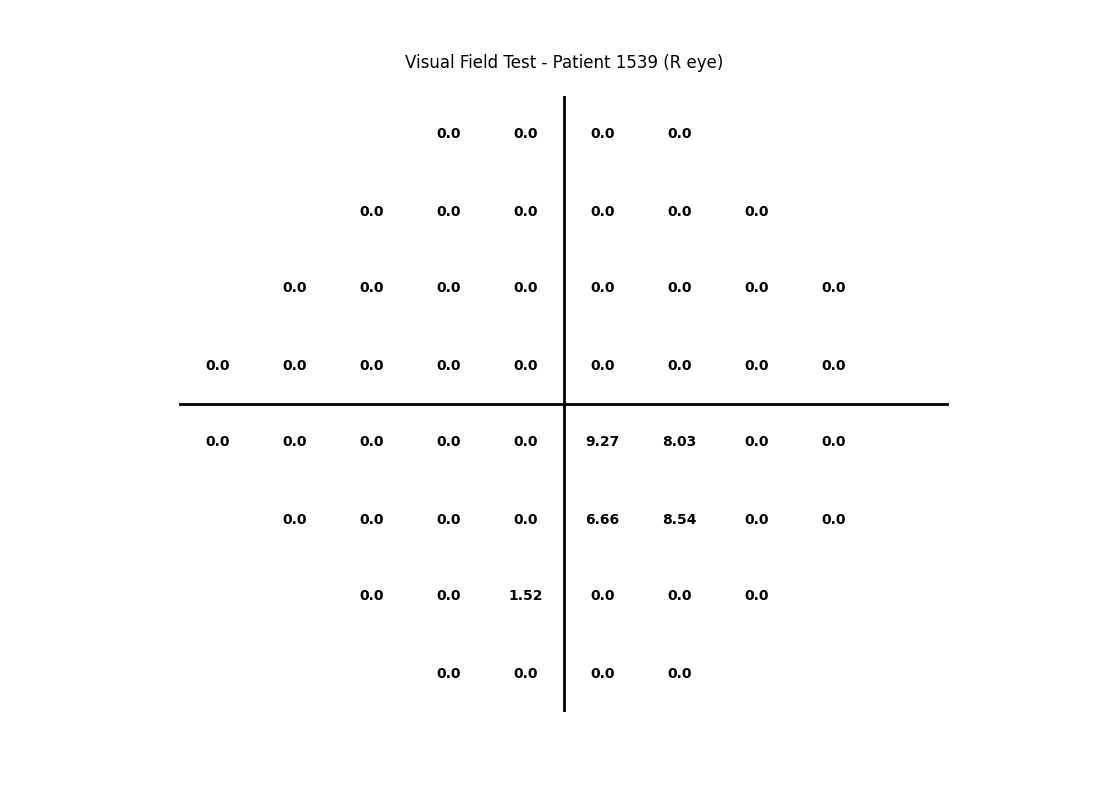 Visual Field Test - Patient 1539 (R eye)
0.0 0.0 0.0 0.0
0.0 0.0 0.0 0.0 0.0 0.0
0.0 0.0 0.0 0.0 0.0 0.0 0.0 0.0
0.0 0.0 0.0 0.0 0.0 0.0 0.0 0.0 0.0
0.0 0.0 0.0 0.0 0.0 9.27 8.03 0.0 0.0
0.0 0.0 0.0 0.0 6.66 8.54 0.0 0.0
0.0 0.0 1.52 0.0 0.0 0.0
0.0 0.0 0.0 0.0